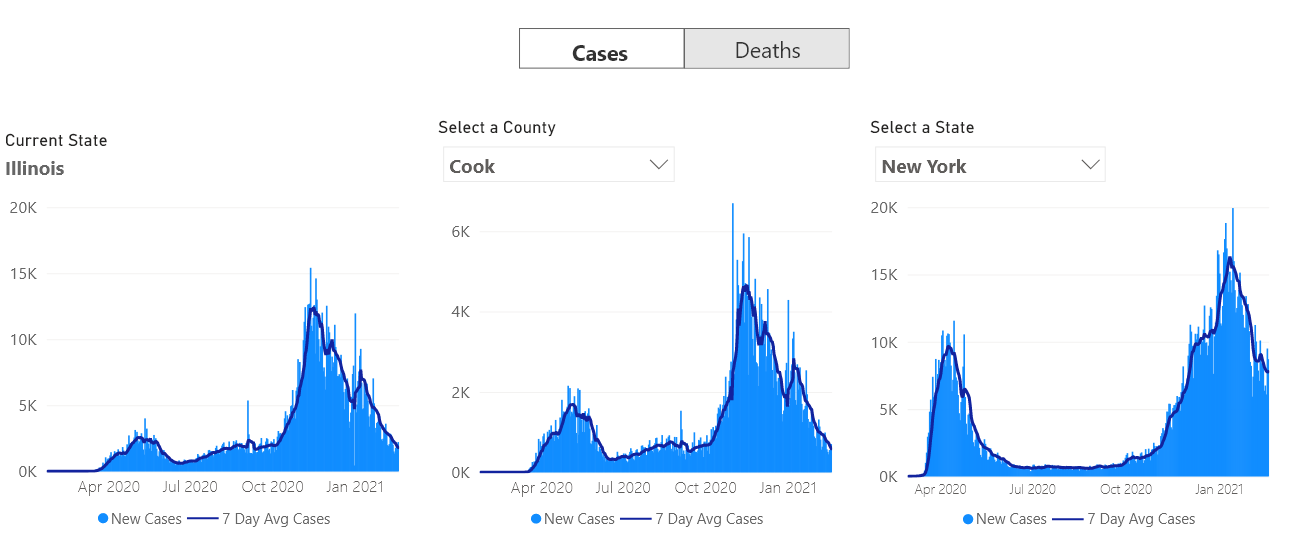 Cases Deaths
Current State
Illinois
20K
15K
10K
5K
0K
Apr 2020 Jul 2020 Oct 2020 Jan 2021
New Cases 7 Day Avg Cases
Select a County
Cook
6K
4K
2K
0K
Apr 2020 Jul 2020 Oct 2020 Jan 2021
New Cases 7 Day Avg Cases
Select a State
New York
20K
15K
10K
5K
0K
Apr 2020 Jul 2020 Oct 2020 Jan 2021
New Cases 7 Day Avg Cases